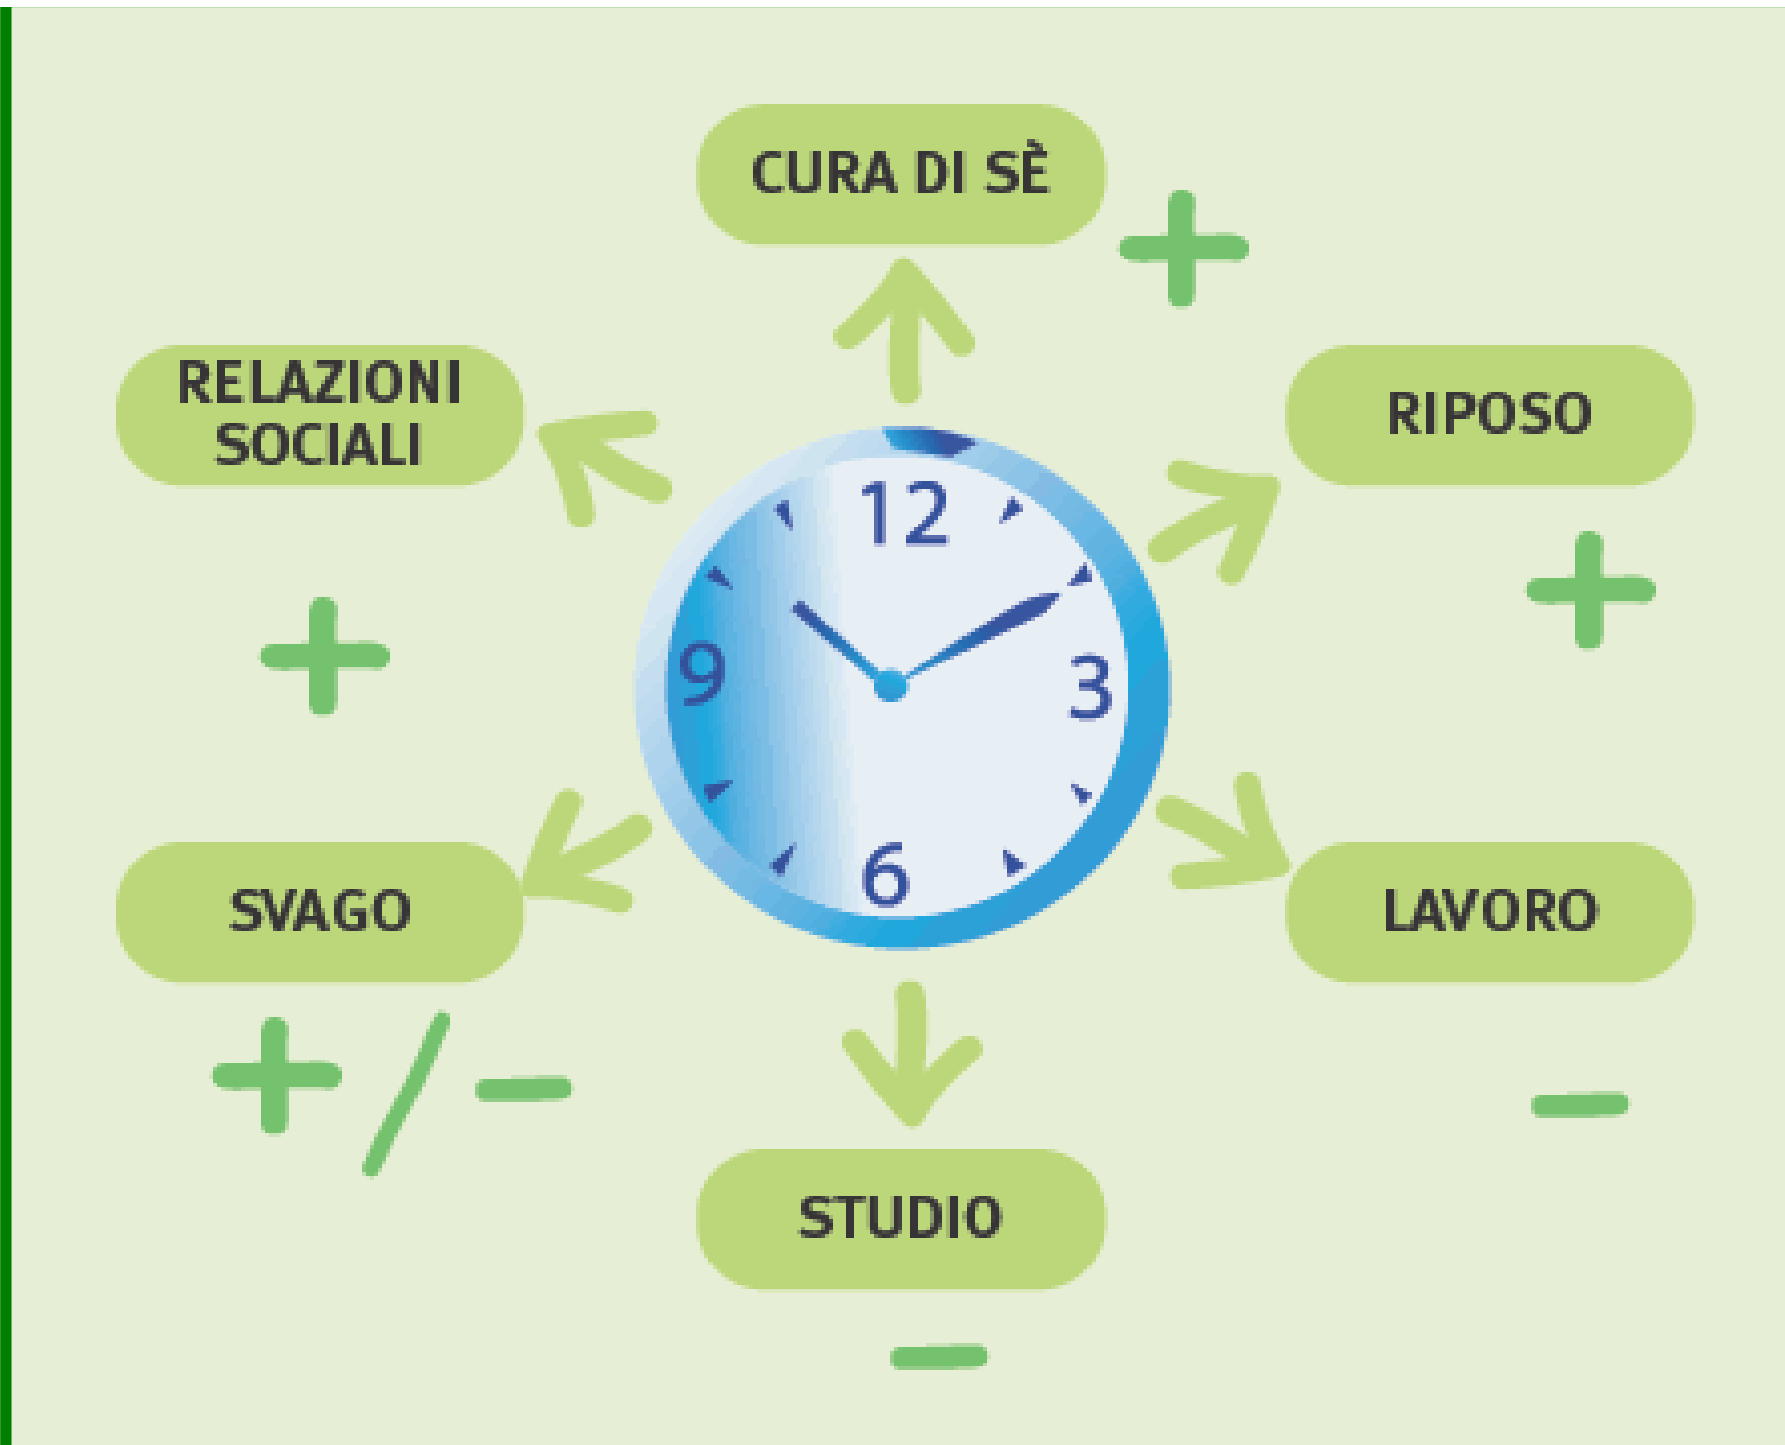 CURA DI SÈ
+
RELAZIONI
SOCIALI
+
RIPOSO
+
12
9
3
6
SVAGO
+/-
LAVORO
-
STUDIO
-